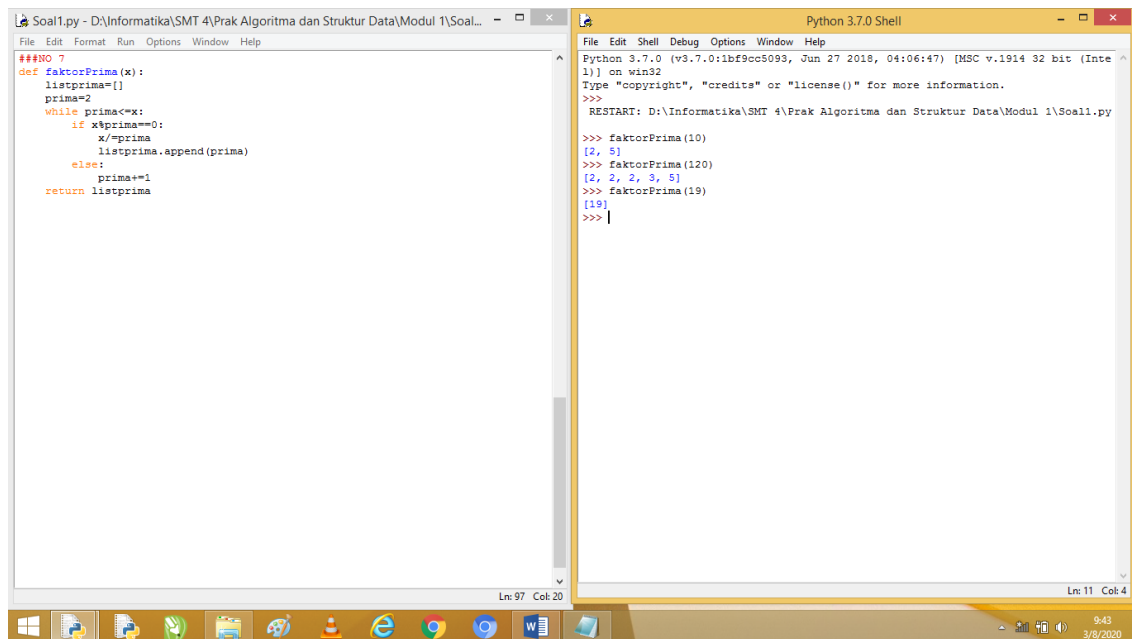 Soal1.py - D:\Informatika\SMT 4\Prak Algoritma dan Struktur Data\Modul 1\Soal...
File Edit Format Run Options Window Help
###NO 7
def faktorPrima(x):
    listprima=[]
    prima=2
    while prima<=x:
        if x%prima==0:
            x/=prima
            listprima.append(prima)
        else:
            prima+=1
    return listprima
Ln: 97 Col: 20
Python 3.7.0 Shell
File Edit Shell Debug Options Window Help
Python 3.7.0 (v3.7.0:1bf9cc5093, Jun 27 2018, 04:06:47) [MSC v.1914 32 bit (Inte
l)] on win32
Type "copyright", "credits" or "license()" for more information.
>>>
 RESTART: D:\Informatika\SMT 4\Prak Algoritma dan Struktur Data\Modul 1\Soal1.py
>>> faktorPrima(10)
[2, 5]
>>> faktorPrima(120)
[2, 2, 2, 3, 5]
>>> faktorPrima(19)
[19]
>>>
Ln: 11 Col: 4
9:43
3/8/2020